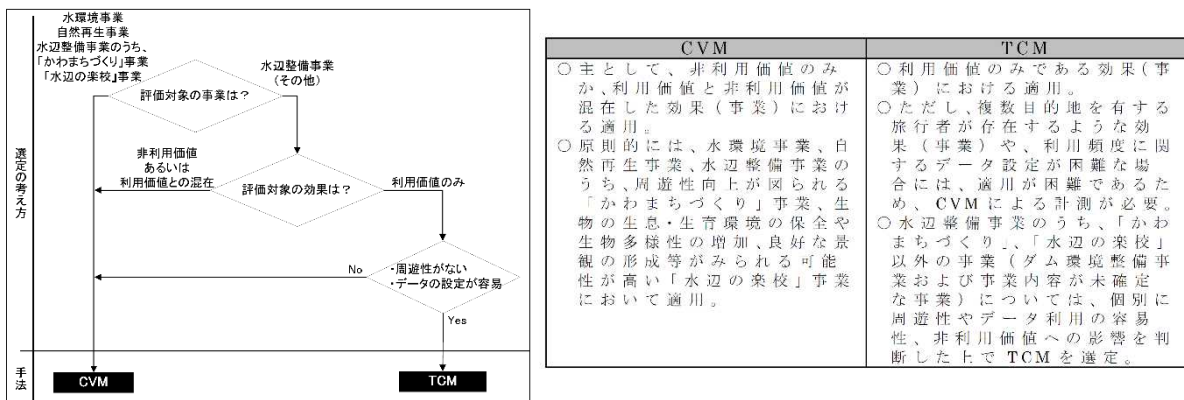 水環境事業
自然再生事業
水辺整備事業のうち、
「かわまちづくり」事業
「水辺の楽校」事業
水辺整備事業
(その他)
評価対象の事業は?
選定の考え方
非利用価値
あるいは
利用価値との混在
評価対象の効果は?
利用価値のみ
No
・周遊性がない
・データの設定が容易
Yes
手法
CVM
TCM
CVM
○主として、非利用価値のみ
か、利用価値と非利用価値が
混在した効果(事業)におけ
る適用。
○原則的には、水環境事業、自
然再生事業、水辺整備事業の
うち、周遊性向上が図られる
「かわまちづくり」事業、生
物の生息・生育環境の保全や
生物多様性の増加、良好な景
観の形成等がみられる可能
性が高い「水辺の楽校」事業
において適用。
TCM
○利用価値のみである効果(事
業)における適用。
○ただし、複数目的地を有する
旅行者が存在するような効
果(事業)や、利用頻度に関
するデータ設定が困難な場
合には、適用が困難であるた
め、CVMによる計測が必要。
○水辺整備事業のうち、「かわ
まちづくり」、「水辺の楽校」
以外の事業(ダム環境整備事
業および事業内容が未確定
な事業)については、個別に
周遊性やデータ利用の容易
性、非利用価値への影響を判
断した上でTCMを選定。